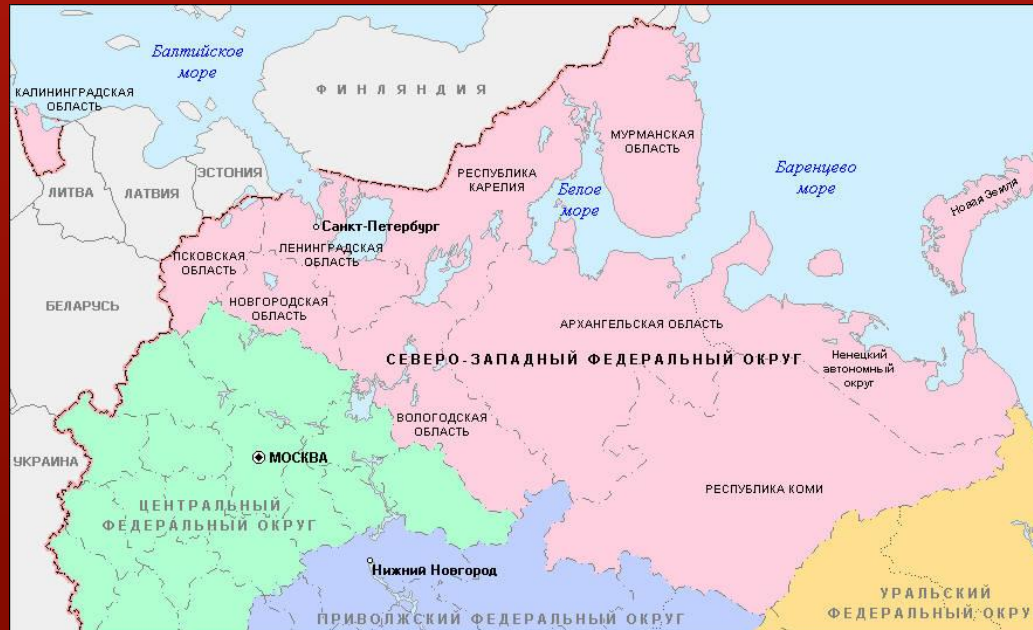 Балтийское
море
КАЛИНИНГРАДСКАЯ
ОБЛАСТЬ
ФИНЛЯНДИЯ
МУРМАНСКАЯ
ОБЛАСТЬ
РЕСПУБЛИКА
КАРЕЛИЯ
Баренцево
море
Белое
море
ЭСТОНИЯ
ЛИТВА
ЛАТВИЯ
Новая Земля
Санкт-Петербург
ПСКОВСКАЯ
ОБЛАСТЬ
ЛЕНИНГРАДСКАЯ
ОБЛАСТЬ
БЕЛАРУСЬ
НОВГОРОДСКАЯ
ОБЛАСТЬ
АРХАНГЕЛЬСКАЯ ОБЛАСТЬ
СЕВЕРО-ЗАПАДНЫЙ ФЕДЕРАЛЬНЫЙ ОКРУГ
Ненецкий
автономный
округ
ВОЛОГОДСКАЯ
ОБЛАСТЬ
УКРАИНА
МОСКВА
РЕСПУБЛИКА КОМИ
ЦЕНТРАЛЬНЫЙ
ФЕДЕРАЛЬНЫЙ ОКРУГ
Нижний Новгород
ПРИВОЛЖСКИЙ ФЕДЕРАЛЬНЫЙ ОКРУГ
УРАЛЬСКИЙ
ФЕДЕРАЛЬНЫЙ ОКРУ